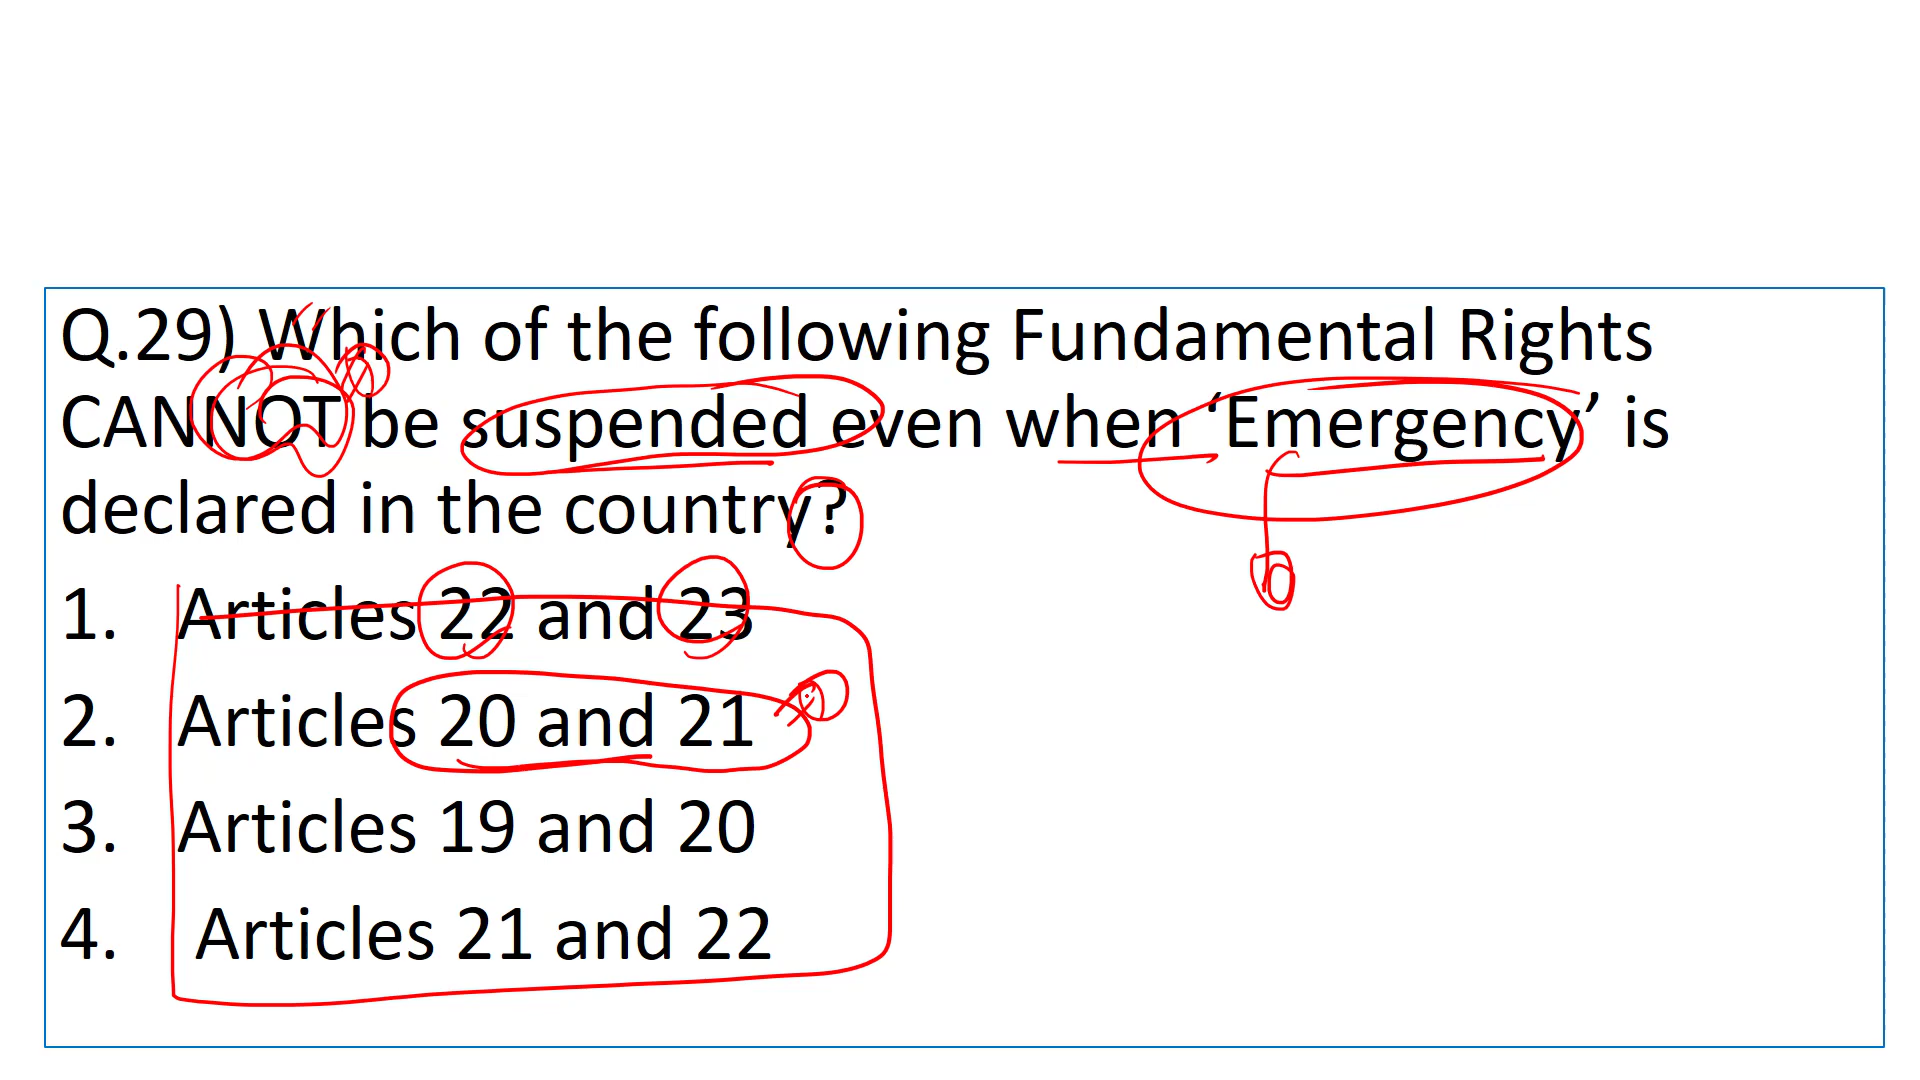 Q.29) Which of the following Fundamental Rights
CANNOT be suspended even when ‘Emergency’ is
declared in the country?
1. Articles 22 and 23
2. Articles 20 and 21
3. Articles 19 and 20
4. Articles 21 and 22